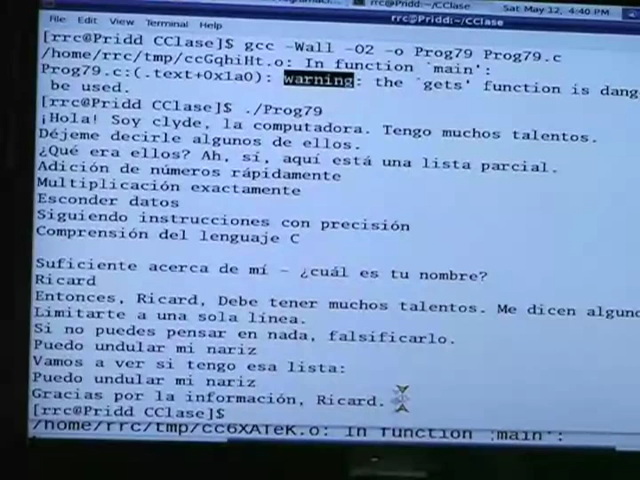 rrc@Pridd:~/CClase
Sat May 12, 4:40 PM
rrc@Pridd:~/CClase
File Edit View Terminal Help
[rrc@Pridd CClase]$ gcc -Wall -O2 -o Prog79 Prog79.c
/home/rrc/tmp/ccGqhiHt.o: In function `main':
Prog79.c:(.text+0x1a0): warning: the `gets' function is dang
be used.
[rrc@Pridd CClase]$ ./Prog79
¡Hola! Soy clyde, la computadora. Tengo muchos talentos.
Déjeme decirle algunos de ellos.
¿Qué era ellos? Ah, sí, aquí está una lista parcial.
Adición de números rápidamente
Multiplicación exactamente
Esconder datos
Siguiendo instrucciones con precisión
Comprensión del lenguaje C
Suficiente acerca de mí - ¿cuál es tu nombre?
Ricard
Entonces, Ricard, Debe tener muchos talentos. Me dicen alguno
Limitarte a una sola línea.
Si no puedes pensar en nada, falsificarlo.
Puedo undular mi nariz
Vamos a ver si tengo esa lista:
Puedo undular mi nariz
Gracias por la información, Ricard.
[rrc@Pridd CClase]$
/home/rrc/tmp/cc6XATeK.o: In function `main':